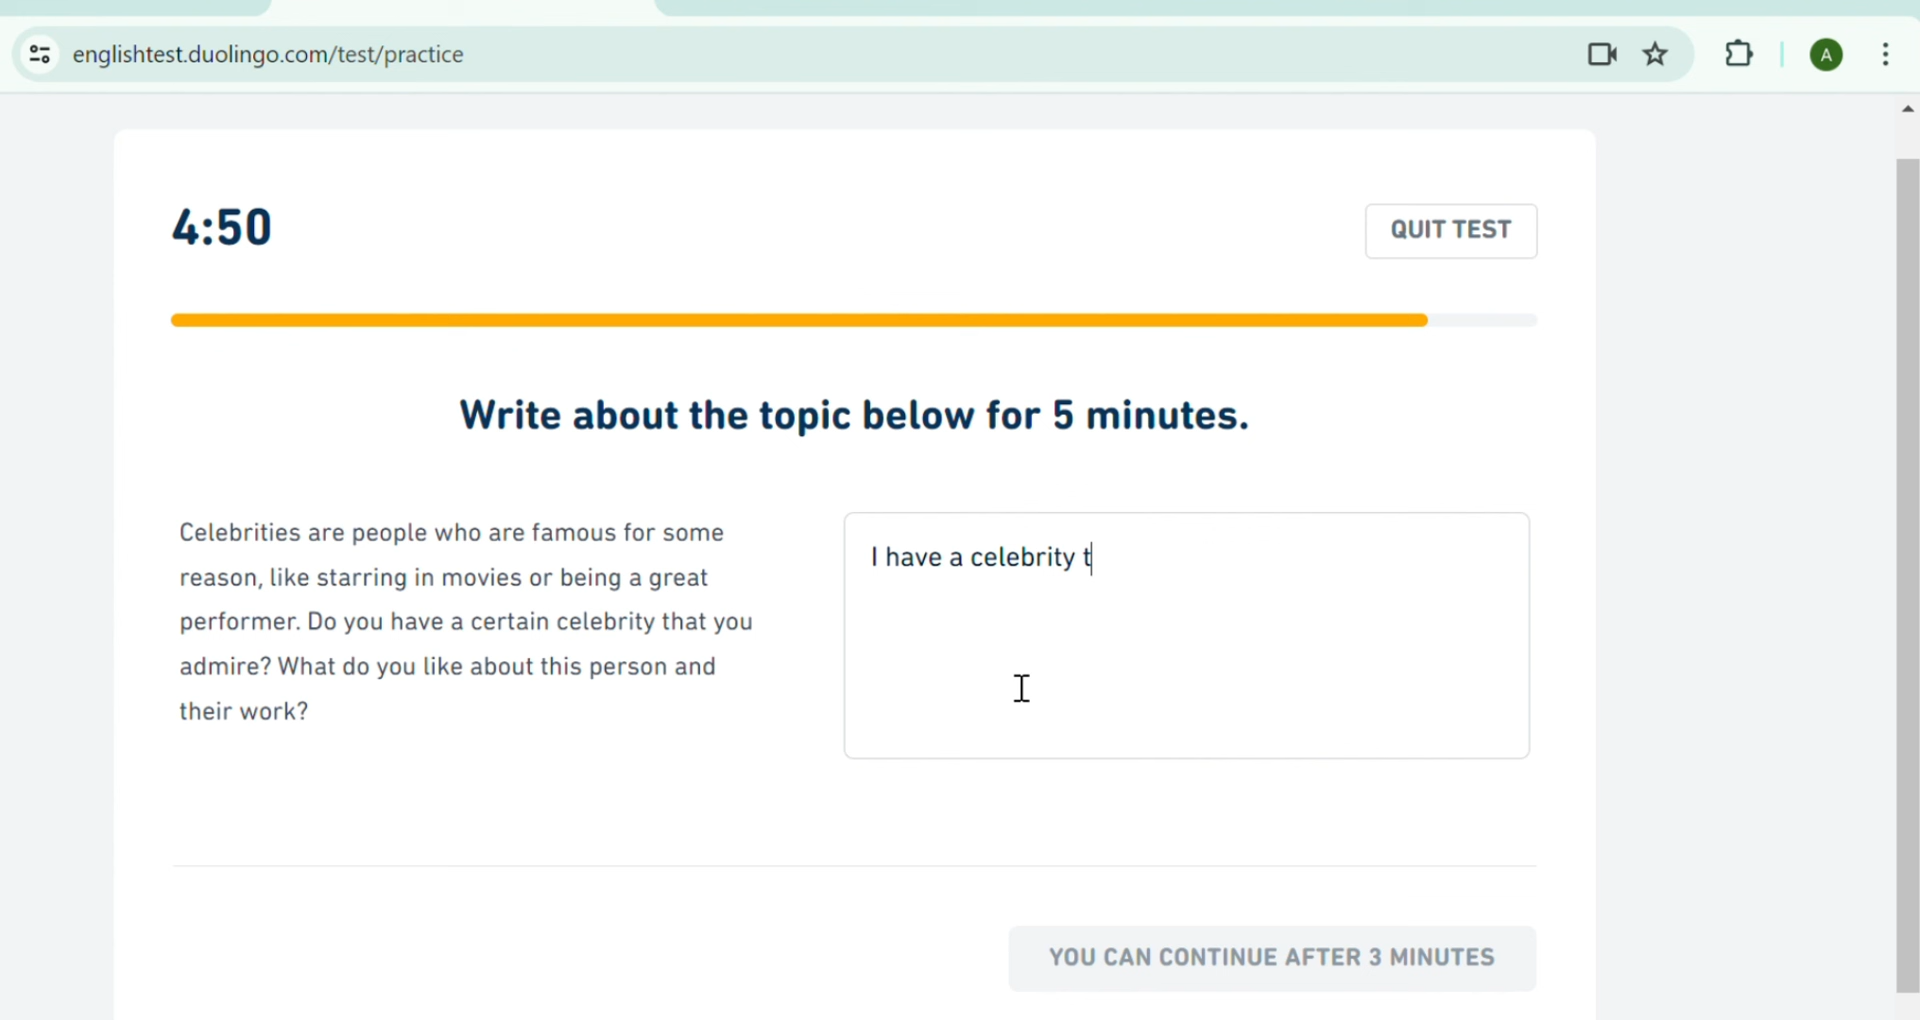 englishtest.duolingo.com/test/practice
A
4:50
QUIT TEST
Write about the topic below for 5 minutes.
Celebrities are people who are famous for some
reason, like starring in movies or being a great
performer. Do you have a certain celebrity that you
admire? What do you like about this person and
their work?
I have a celebrity t
YOU CAN CONTINUE AFTER 3 MINUTES